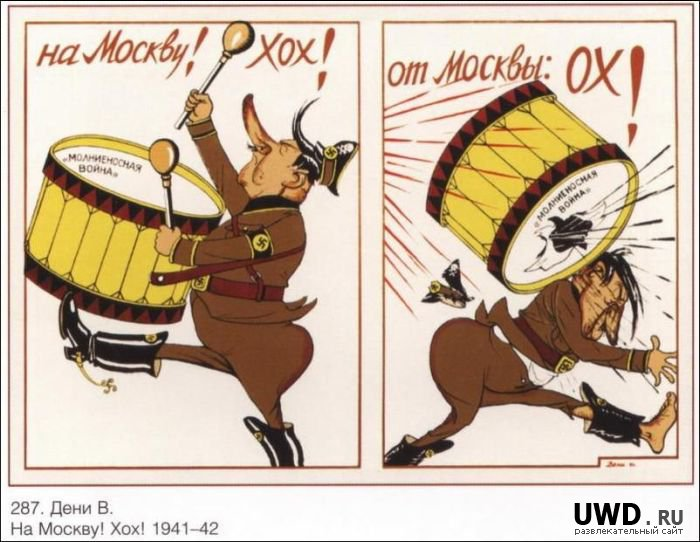 на Москву! Хох!
«МОЛНИЕНОСНАЯ
ВОЙНА»
от Москвы: ОХ!
«МОЛНИЕНОСНАЯ
ВОЙНА»
Дени
287. Дени В.
На Москву! Хох! 1941–42
UWD.RU
развлекательный сайт